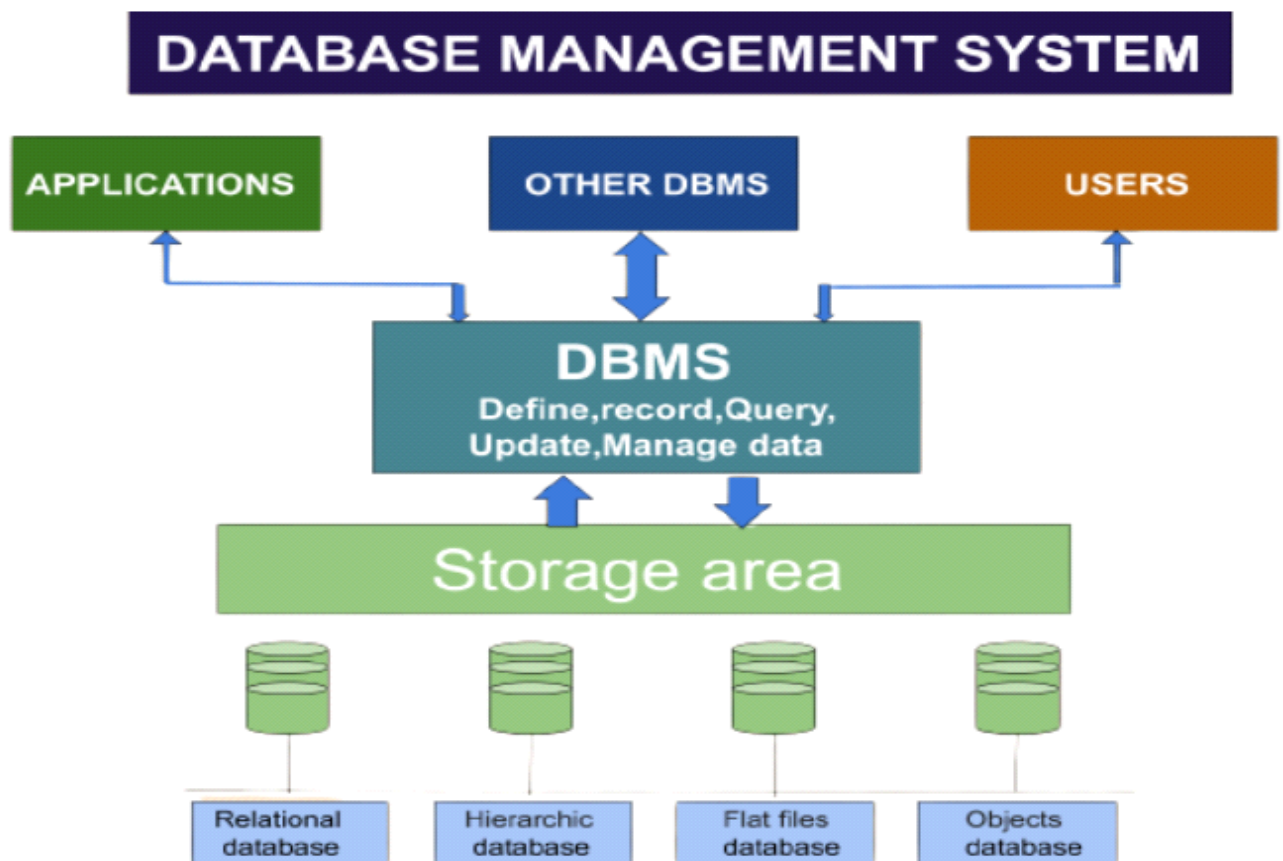 DATABASE MANAGEMENT SYSTEM
APPLICATIONS
OTHER DBMS
USERS
DBMS
Define,record,Query,
Update,Manage data
Storage area
Relational
database
Hierarchic
database
Flat files
database
Objects
database